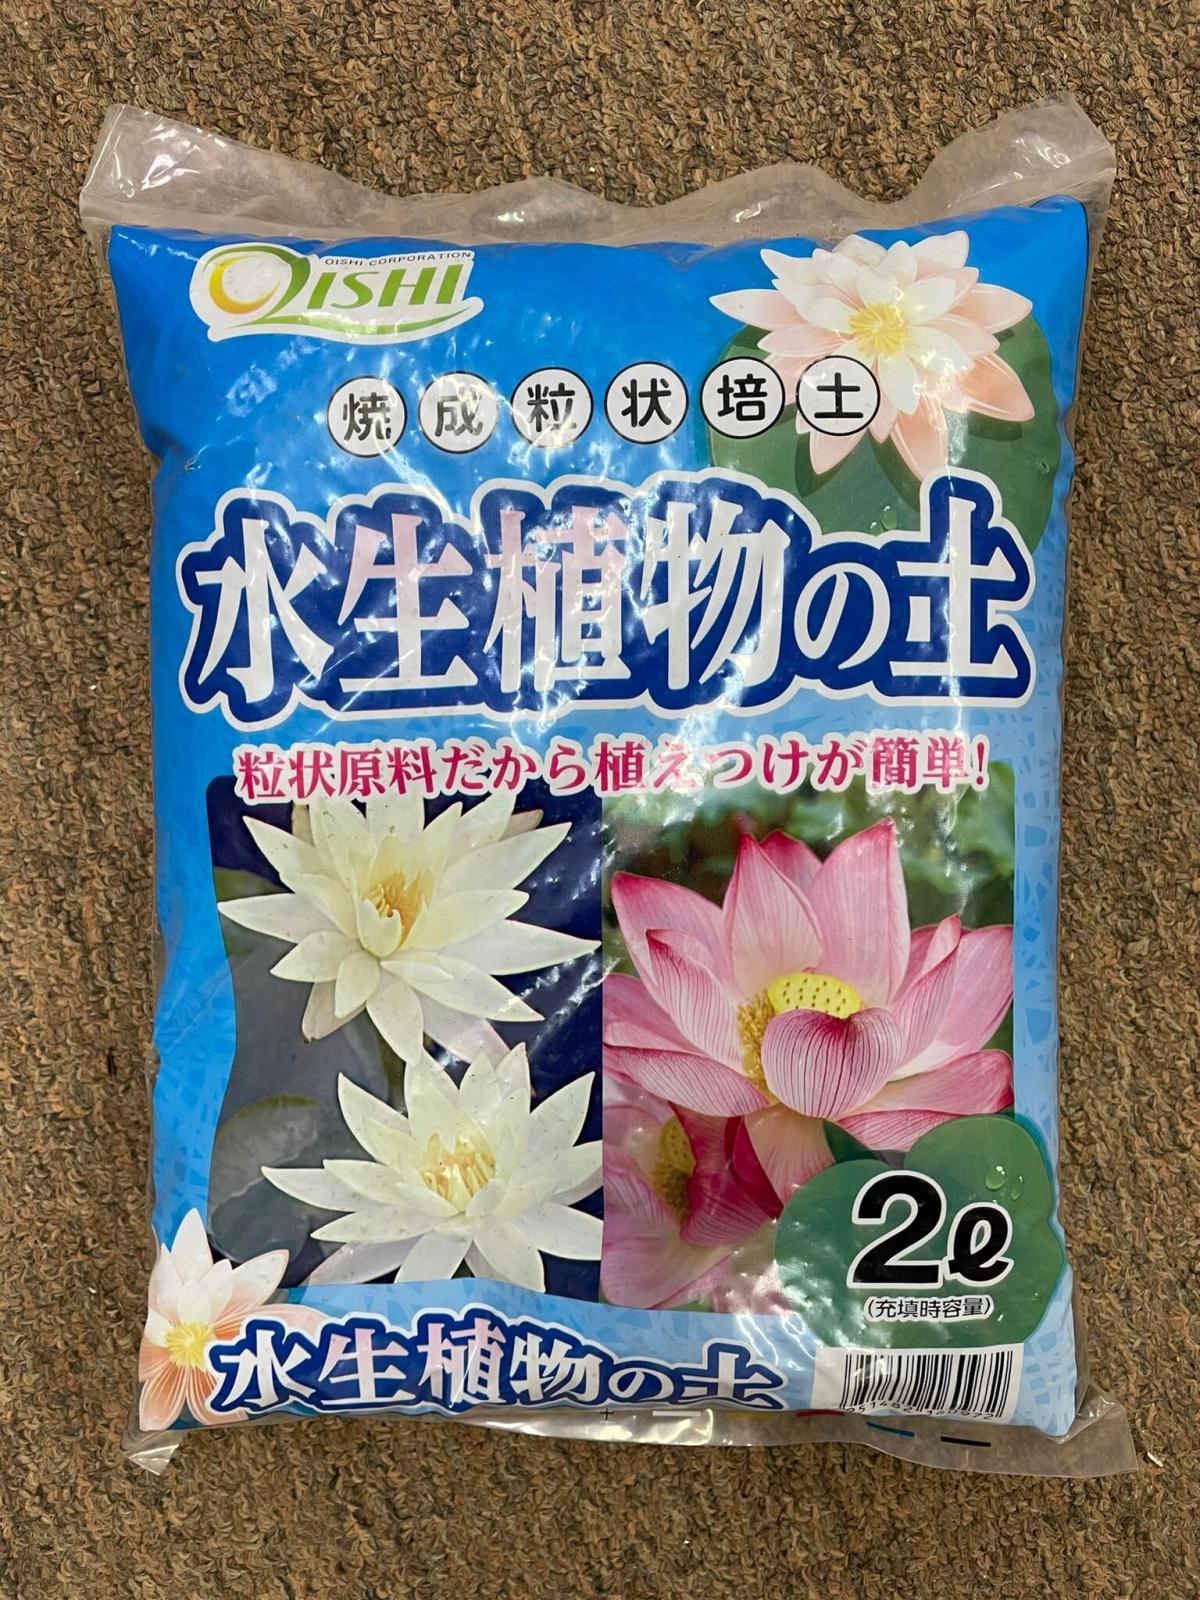 OISHI CORPORATION
OISHI
焼成粒状培土
水生植物の土
粒状原料だから植えつけが簡単!
2ℓ
(充填時容量)
水生植物の土